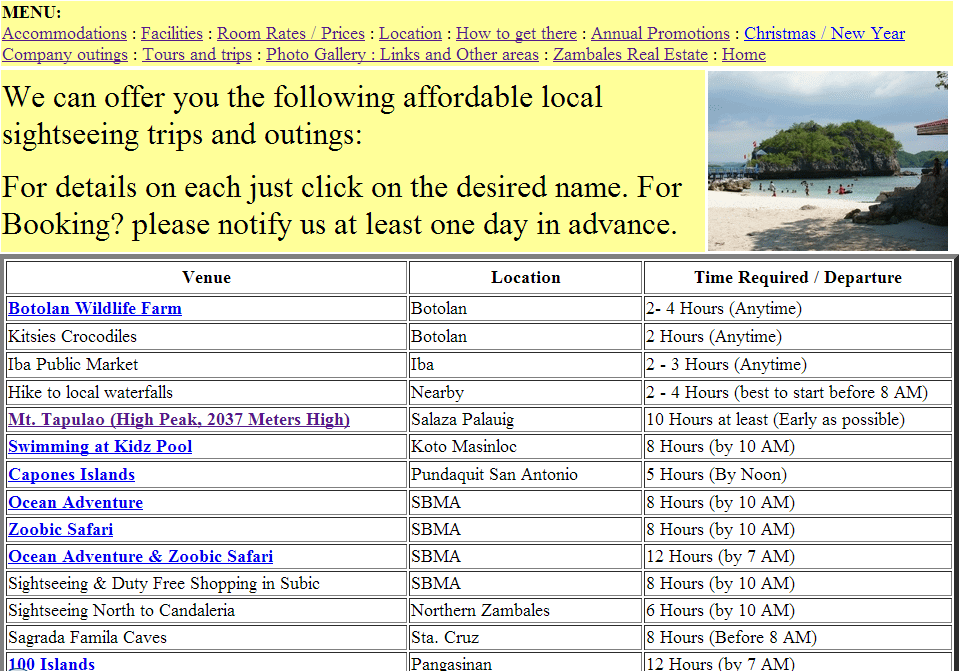 MENU:
Accommodations : Facilities : Room Rates / Prices : Location : How to get there : Annual Promotions : Christmas / New Year
Company outings : Tours and trips : Photo Gallery : Links and Other areas : Zambales Real Estate : Home
We can offer you the following affordable local
sightseeing trips and outings:
For details on each just click on the desired name. For
Booking? please notify us at least one day in advance.
Venue Location Time Required / Departure
Botolan Wildlife Farm Botolan 2- 4 Hours (Anytime)
Kitsies Crocodiles Botolan 2 Hours (Anytime)
Iba Public Market Iba 2 - 3 Hours (Anytime)
Hike to local waterfalls Nearby 2 - 4 Hours (best to start before 8 AM)
Mt. Tapulao (High Peak, 2037 Meters High) Salaza Palauig 10 Hours at least (Early as possible)
Swimming at Kidz Pool Koto Masinloc 8 Hours (by 10 AM)
Capones Islands Pundaquit San Antonio 5 Hours (By Noon)
Ocean Adventure SBMA 8 Hours (by 10 AM)
Zoobic Safari SBMA 8 Hours (by 10 AM)
Ocean Adventure & Zoobic Safari SBMA 12 Hours (by 7 AM)
Sightseeing & Duty Free Shopping in Subic SBMA 8 Hours (by 10 AM)
Sightseeing North to Candaleria Northern Zambales 6 Hours (by 10 AM)
Sagrada Famila Caves Sta. Cruz 8 Hours (Before 8 AM)
100 Islands Pangasinan 12 Hours (by 7 AM)